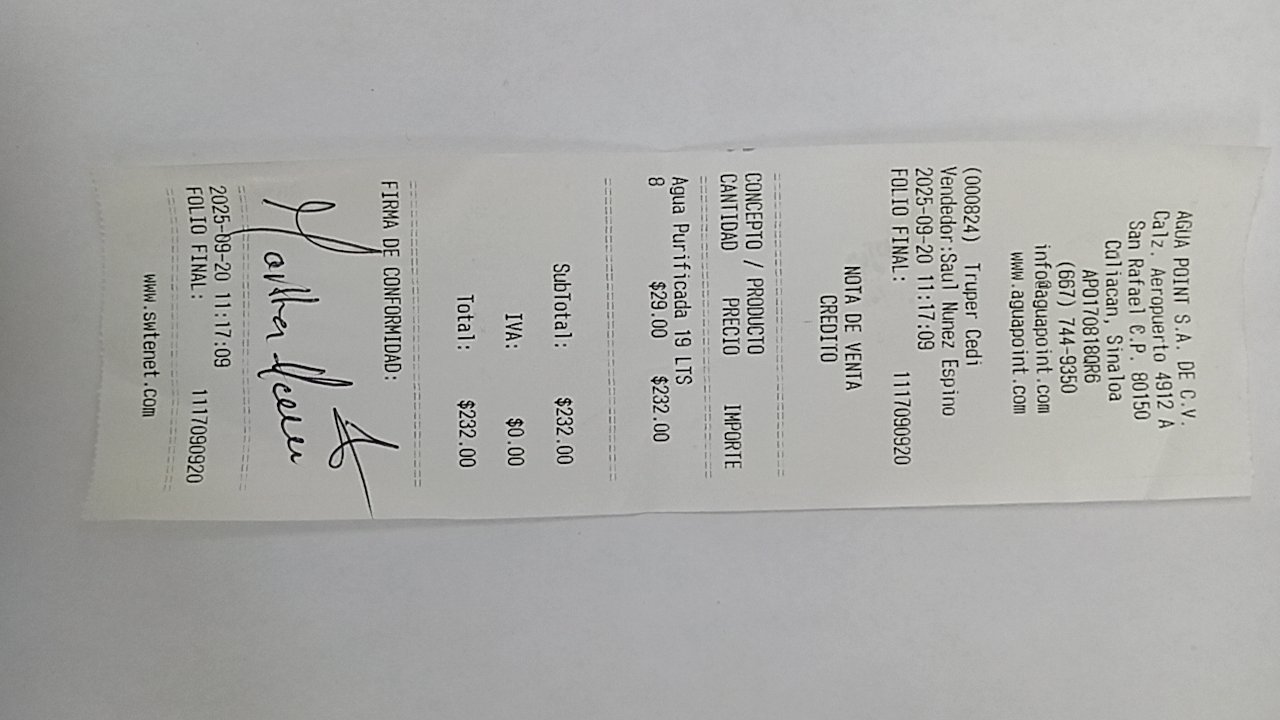 AGUA POINT S.A. DE C.V.
Calz. Aeropuerto 4912 A
San Rafael C.P. 80150
Culiacan, Sinaloa
APO170818QR6
(667) 744-9350
info@aguapoint.com
www.aguapoint.com
(000824) Truper Cedi
Vendedor:Saul Nunez Espino
2025-09-20 11:17:09
FOLIO FINAL: 1117090920
NOTA DE VENTA
CREDITO
CONCEPTO / PRODUCTO
CANTIDAD PRECIO IMPORTE
Agua Purificada 19 LTS
8 $29.00 $232.00
SubTotal: $232.00
IVA: $0.00
Total: $232.00
FIRMA DE CONFORMIDAD:
Martha
2025-09-20 11:17:09
FOLIO FINAL: 1117090920
www.swtenet.com